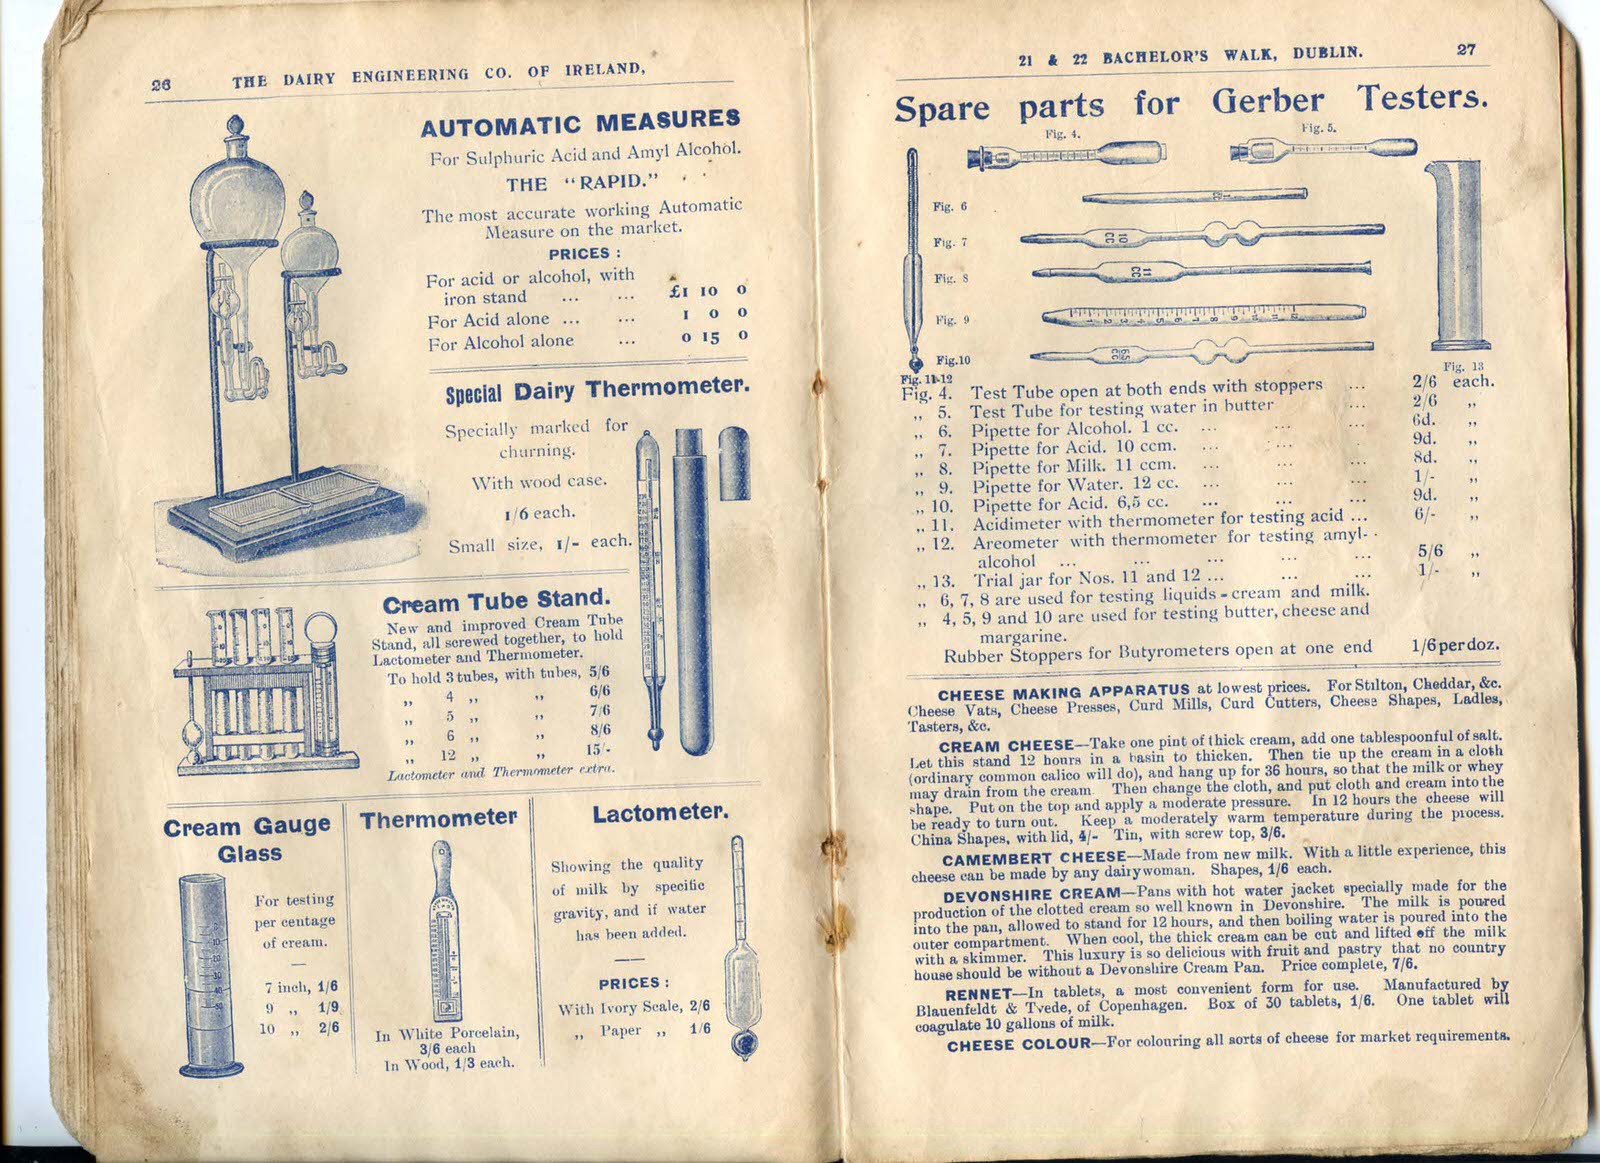 26 THE DAIRY ENGINEERING CO. OF IRELAND,
AUTOMATIC MEASURES
For Sulphuric Acid and Amyl Alcohol.
THE "RAPID."
The most accurate working Automatic
Measure on the market.
PRICES :
For acid or alcohol, with
iron stand ... ... £1 10 0
For Acid alone ... ... 1 0 0
For Alcohol alone ... 0 15 0
Special Dairy Thermometer.
Specially marked for
churning.
With wood case.
1/6 each.
Small size, 1/- each.
Cream Tube Stand.
New and improved Cream Tube
Stand, all screwed together, to hold
Lactometer and Thermometer.
To hold 3 tubes, with tubes, 5/6
,, 4 ,, ,, 6/6
,, 5 ,, ,, 7/6
,, 6 ,, ,, 8/6
,, 12 ,, ,, 15/-
Lactometer and Thermometer extra.
Cream Gauge
Glass
For testing
per centage
of cream.
7 inch, 1/6
9 ,, 1/9
10 ,, 2/6
Thermometer
In White Porcelain,
3/6 each
In Wood, 1/3 each.
Lactometer.
Showing the quality
of milk by specific
gravity, and if water
has been added.
PRICES :
With Ivory Scale, 2/6
,, Paper ,, 1/6
21 & 22 BACHELOR'S WALK, DUBLIN. 27
Spare parts for Gerber Testers.
Fig. 4. Fig. 5.
Fig. 6
Fig. 7
Fig. 8
Fig. 9
Fig. 10
Fig. 11-12
Fig. 13
Fig. 4. Test Tube open at both ends with stoppers ... 2/6 each.
,, 5. Test Tube for testing water in butter ... 2/6 ,,
,, 6. Pipette for Alcohol. 1 cc. ... ... ... 6d. ,,
,, 7. Pipette for Acid. 10 ccm. ... ... ... 9d. ,,
,, 8. Pipette for Milk. 11 ccm. ... ... ... 8d. ,,
,, 9. Pipette for Water. 12 cc. ... ... ... 1/- ,,
,, 10. Pipette for Acid. 6,5 cc. ... ... ... 9d. ,,
,, 11. Acidimeter with thermometer for testing acid ... 6/- ,,
,, 12. Areometer with thermometer for testing amyl-
alcohol ... ... ... ... ... 5/6 ,,
,, 13. Trial jar for Nos. 11 and 12 ... ... ... 1/- ,,
,, 6, 7, 8 are used for testing liquids - cream and milk.
,, 4, 5, 9 and 10 are used for testing butter, cheese and
margarine.
Rubber Stoppers for Butyrometers open at one end 1/6 per doz.
CHEESE MAKING APPARATUS at lowest prices. For Stilton, Cheddar, &c.
Cheese Vats, Cheese Presses, Curd Mills, Curd Cutters, Cheese Shapes, Ladles,
Tasters, &c.
CREAM CHEESE—Take one pint of thick cream, add one tablespoonful of salt.
Let this stand 12 hours in a basin to thicken. Then tie up the cream in a cloth
(ordinary common calico will do), and hang up for 36 hours, so that the milk or whey
may drain from the cream Then change the cloth, and put cloth and cream into the
shape. Put on the top and apply a moderate pressure. In 12 hours the cheese will
be ready to turn out. Keep a moderately warm temperature during the process.
China Shapes, with lid, 4/- Tin, with screw top, 3/6.
CAMEMBERT CHEESE—Made from new milk. With a little experience, this
cheese can be made by any dairywoman. Shapes, 1/6 each.
DEVONSHIRE CREAM—Pans with hot water jacket specially made for the
production of the clotted cream so well known in Devonshire. The milk is poured
into the pan, allowed to stand for 12 hours, and then boiling water is poured into the
outer compartment. When cool, the thick cream can be cut and lifted off the milk
with a skimmer. This luxury is so delicious with fruit and pastry that no country
house should be without a Devonshire Cream Pan. Price complete, 7/6.
RENNET—In tablets, a most convenient form for use. Manufactured by
Blauenfeldt & Tvede, of Copenhagen. Box of 30 tablets, 1/6. One tablet will
coagulate 10 gallons of milk.
CHEESE COLOUR—For colouring all sorts of cheese for market requirements.